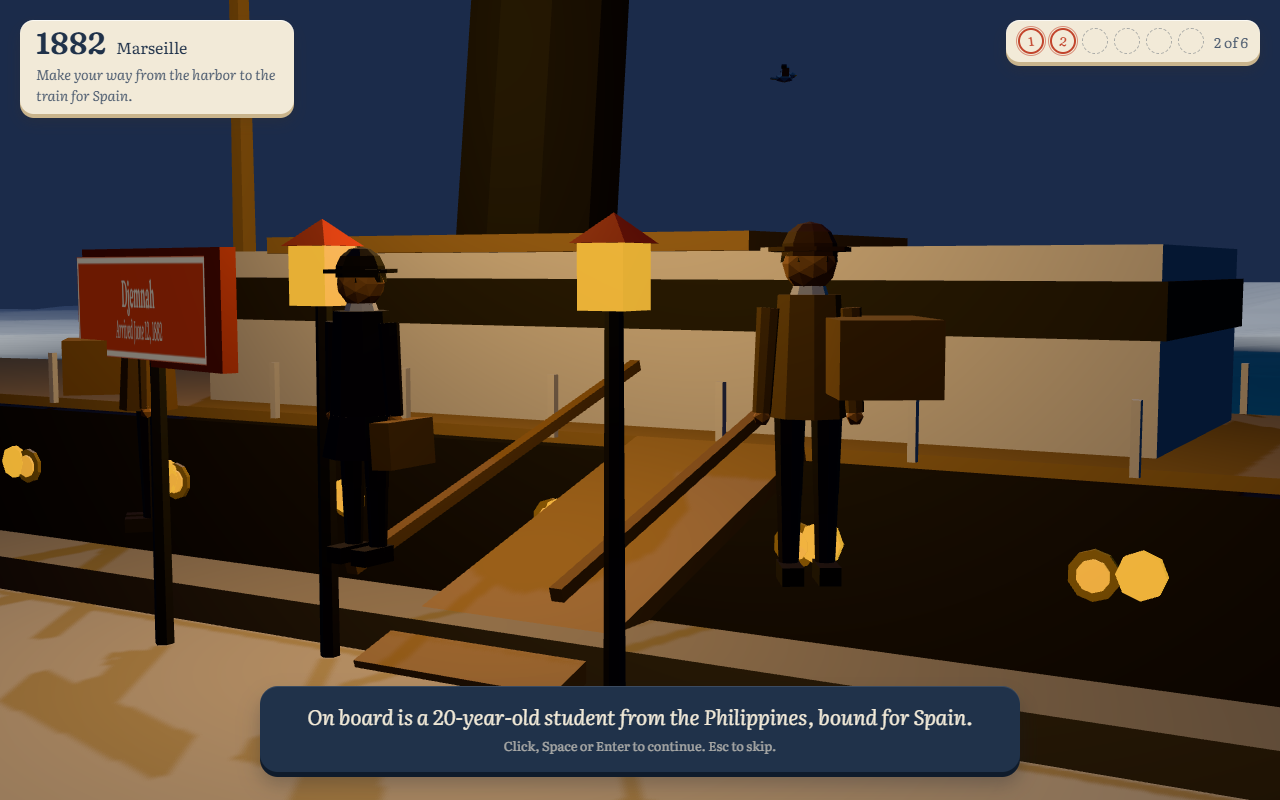 1882 Marseille
Make your way from the harbor to the
train for Spain.
1 2 2 of 6
Djemnah
Arrived June 12, 1882
On board is a 20-year-old student from the Philippines, bound for Spain.
Click, Space or Enter to continue. Esc to skip.